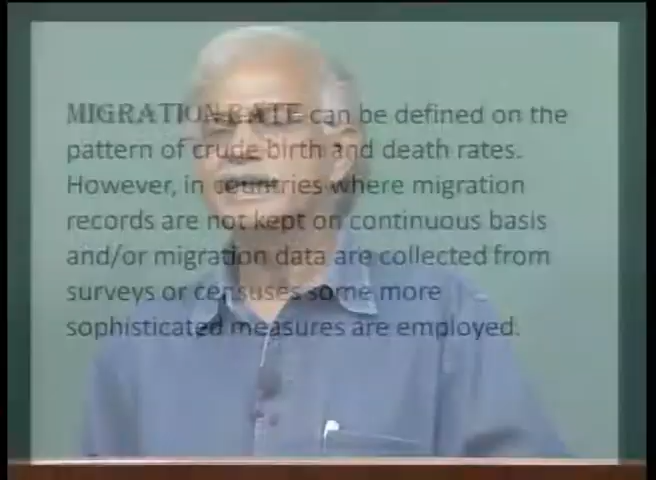 MIGRATION RATE can be defined on the
pattern of crude birth and death rates.
However, in countries where migration
records are not kept on continuous basis
and/or migration data are collected from
surveys or censuses some more
sophisticated measures are employed.